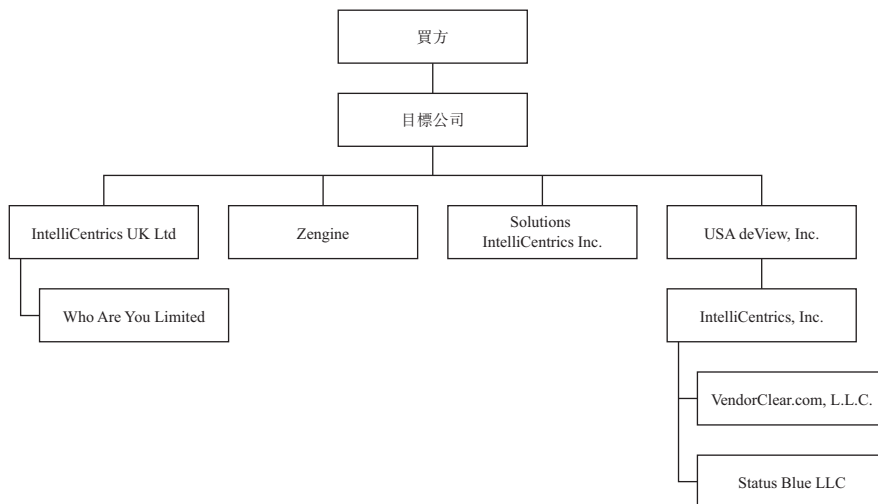 買方
目標公司
IntelliCentrics UK Ltd
Zengine
Solutions
IntelliCentrics Inc.
USA deView, Inc.
Who Are You Limited
IntelliCentrics, Inc.
VendorClear.com, L.L.C.
Status Blue LLC